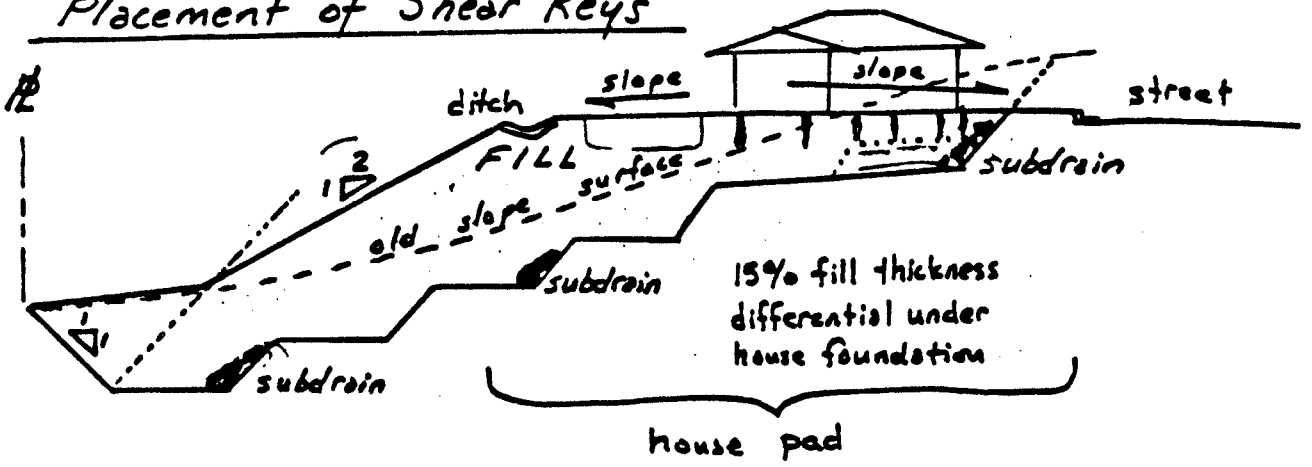 Placement of Shear Keys
PL
ditch
slope
slope
street
FILL
1 2
old slope surface
subdrain
1 1
subdrain
subdrain
15% fill thickness
differential under
house foundation
house pad